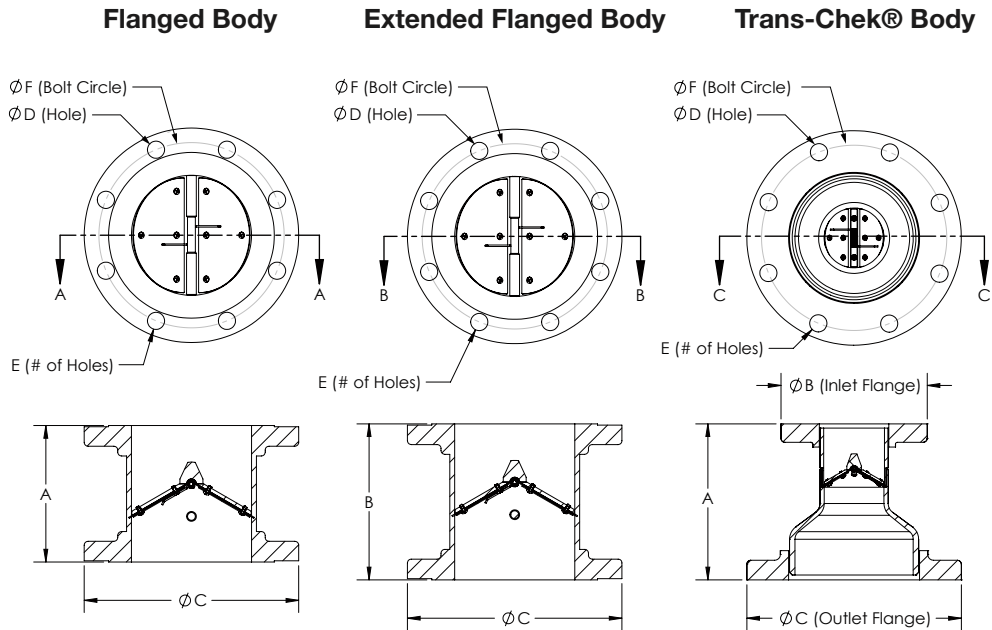 Flanged Body
Extended Flanged Body
Trans-Chek® Body
ØF (Bolt Circle)
ØD (Hole)
A
A
E (# of Holes)
ØF (Bolt Circle)
ØD (Hole)
B
B
E (# of Holes)
ØF (Bolt Circle)
ØD (Hole)
C
C
E (# of Holes)
ØB (Inlet Flange)
A
ØC
B
ØC
A
ØC (Outlet Flange)